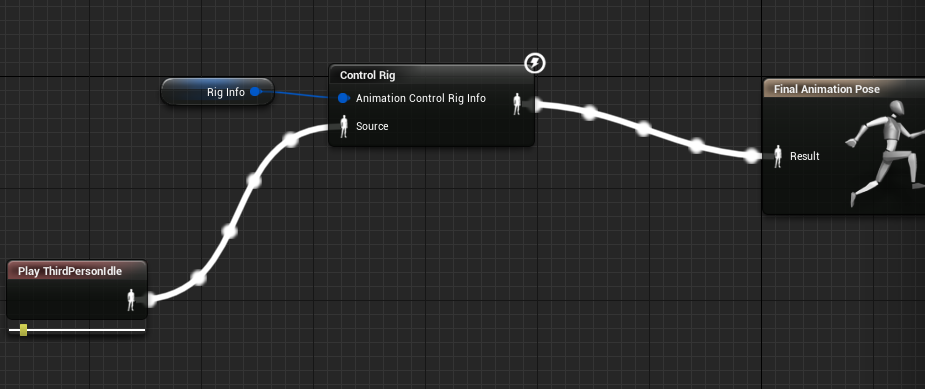 Control Rig
Rig Info
Animation Control Rig Info
Source
Final Animation Pose
Result
Play ThirdPersonIdle